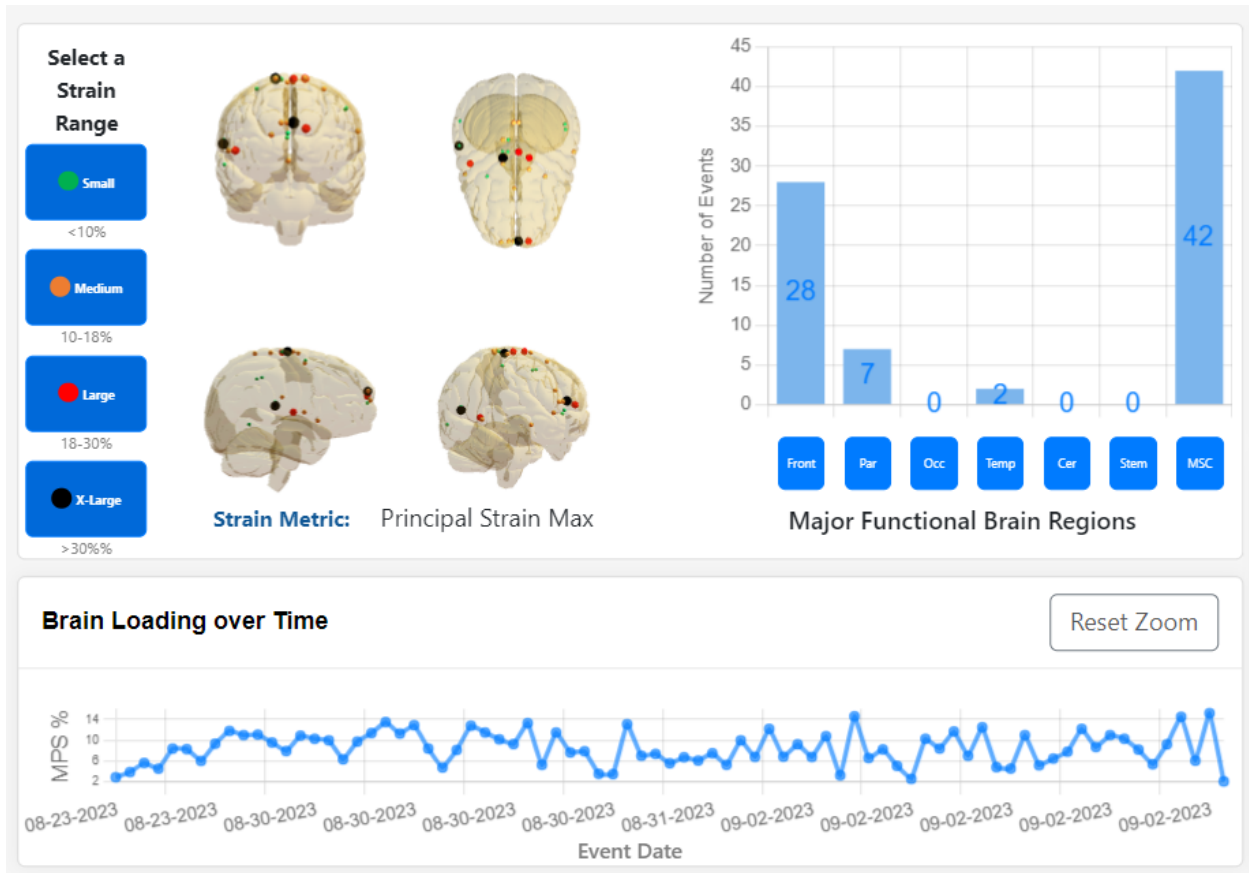 Select a
Strain
Range
Small
<10%
Medium
10-18%
Large
18-30%
X-Large
>30%%
Strain Metric: Principal Strain Max
Number of Events
45
40
35
30
25
20
15
10
5
0
28
7
0
2
0
0
42
Front Par Occ Temp Cer Stem MSC
Major Functional Brain Regions
Brain Loading over Time
Reset Zoom
MPS %
14
10
6
2
08-23-2023 08-23-2023 08-30-2023 08-30-2023 08-30-2023 08-30-2023 08-31-2023 09-02-2023 09-02-2023 09-02-2023 09-02-2023 09-02-2023
Event Date